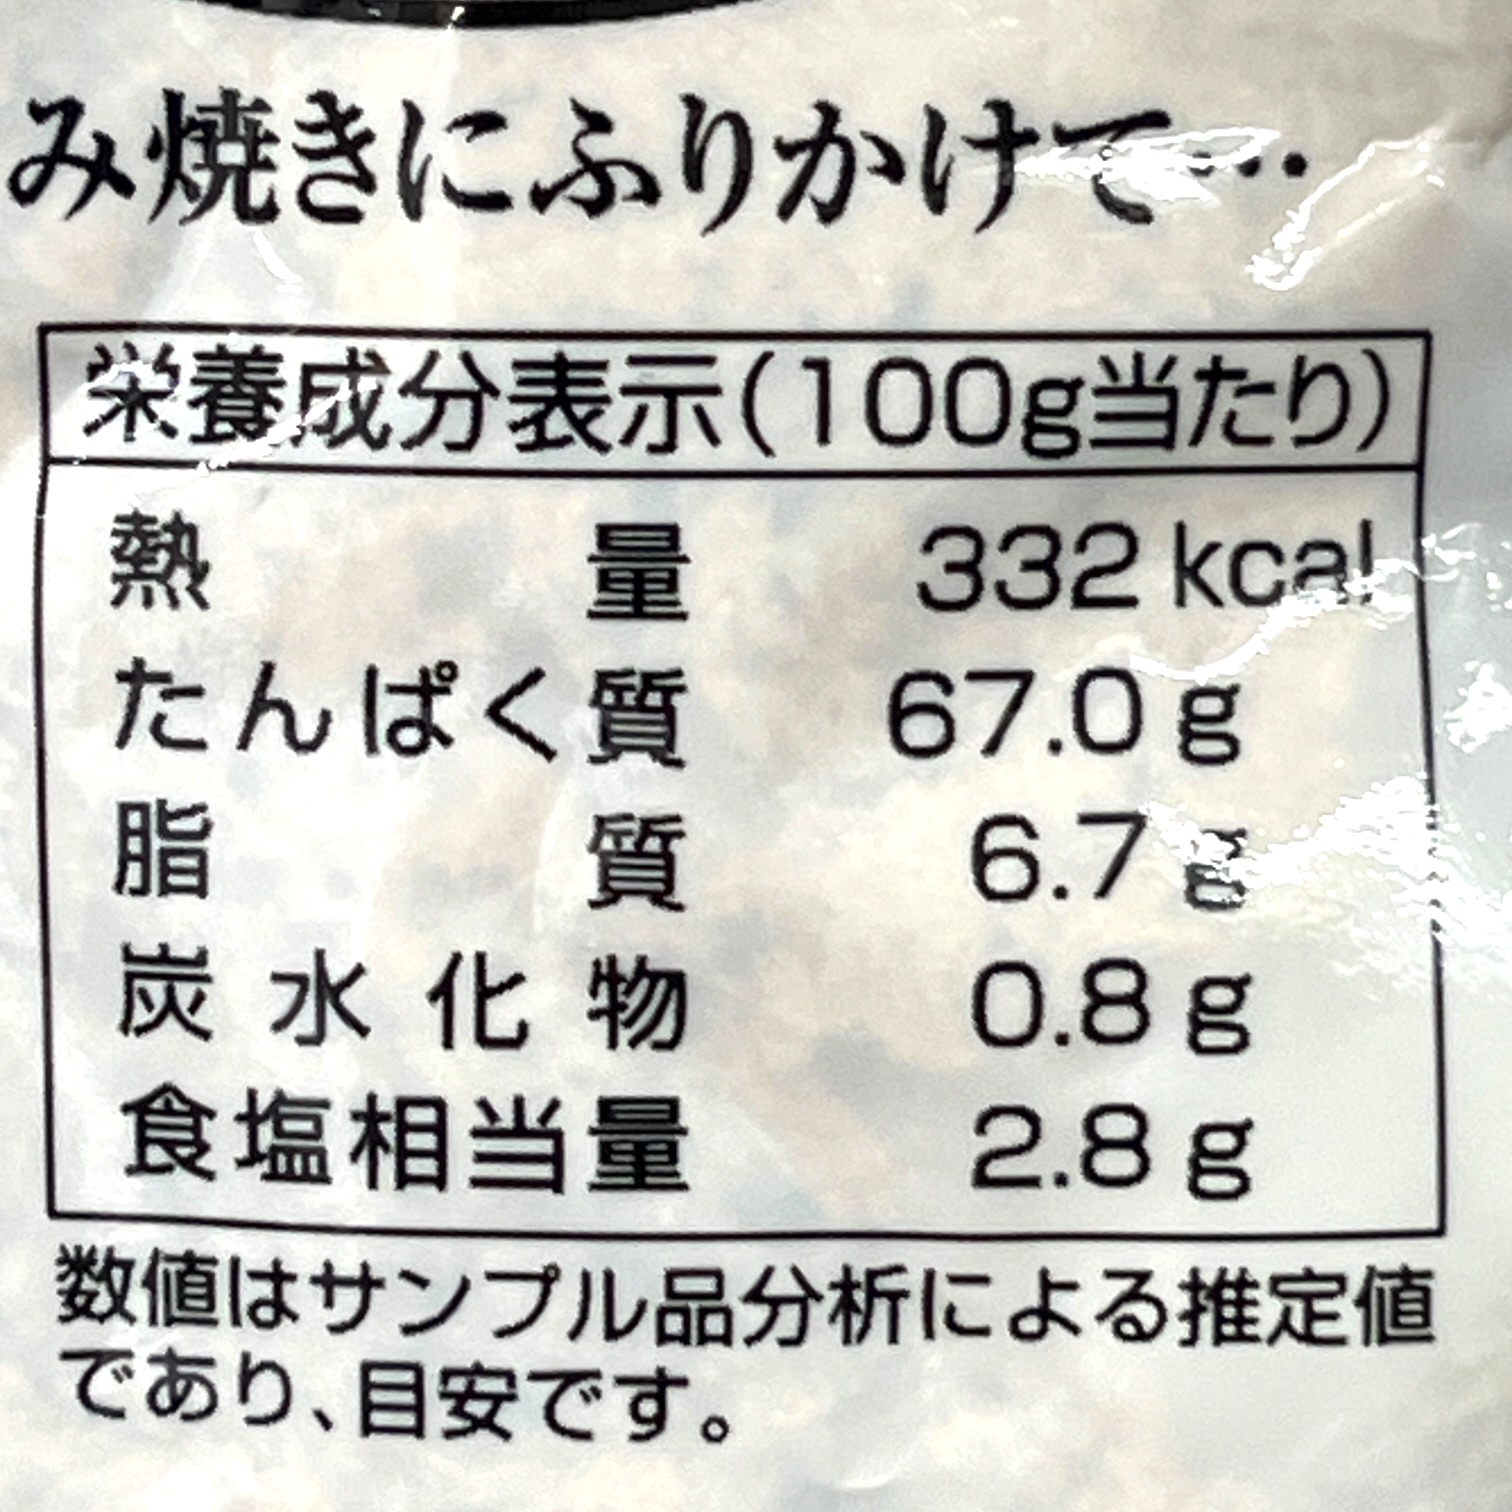 み焼きにふりかけて…
栄養成分表示(100g当たり)
熱量 332 kcal
たんぱく質 67.0 g
脂質 6.7 g
炭水化物 0.8 g
食塩相当量 2.8 g
数値はサンプル品分析による推定値
であり、目安です。